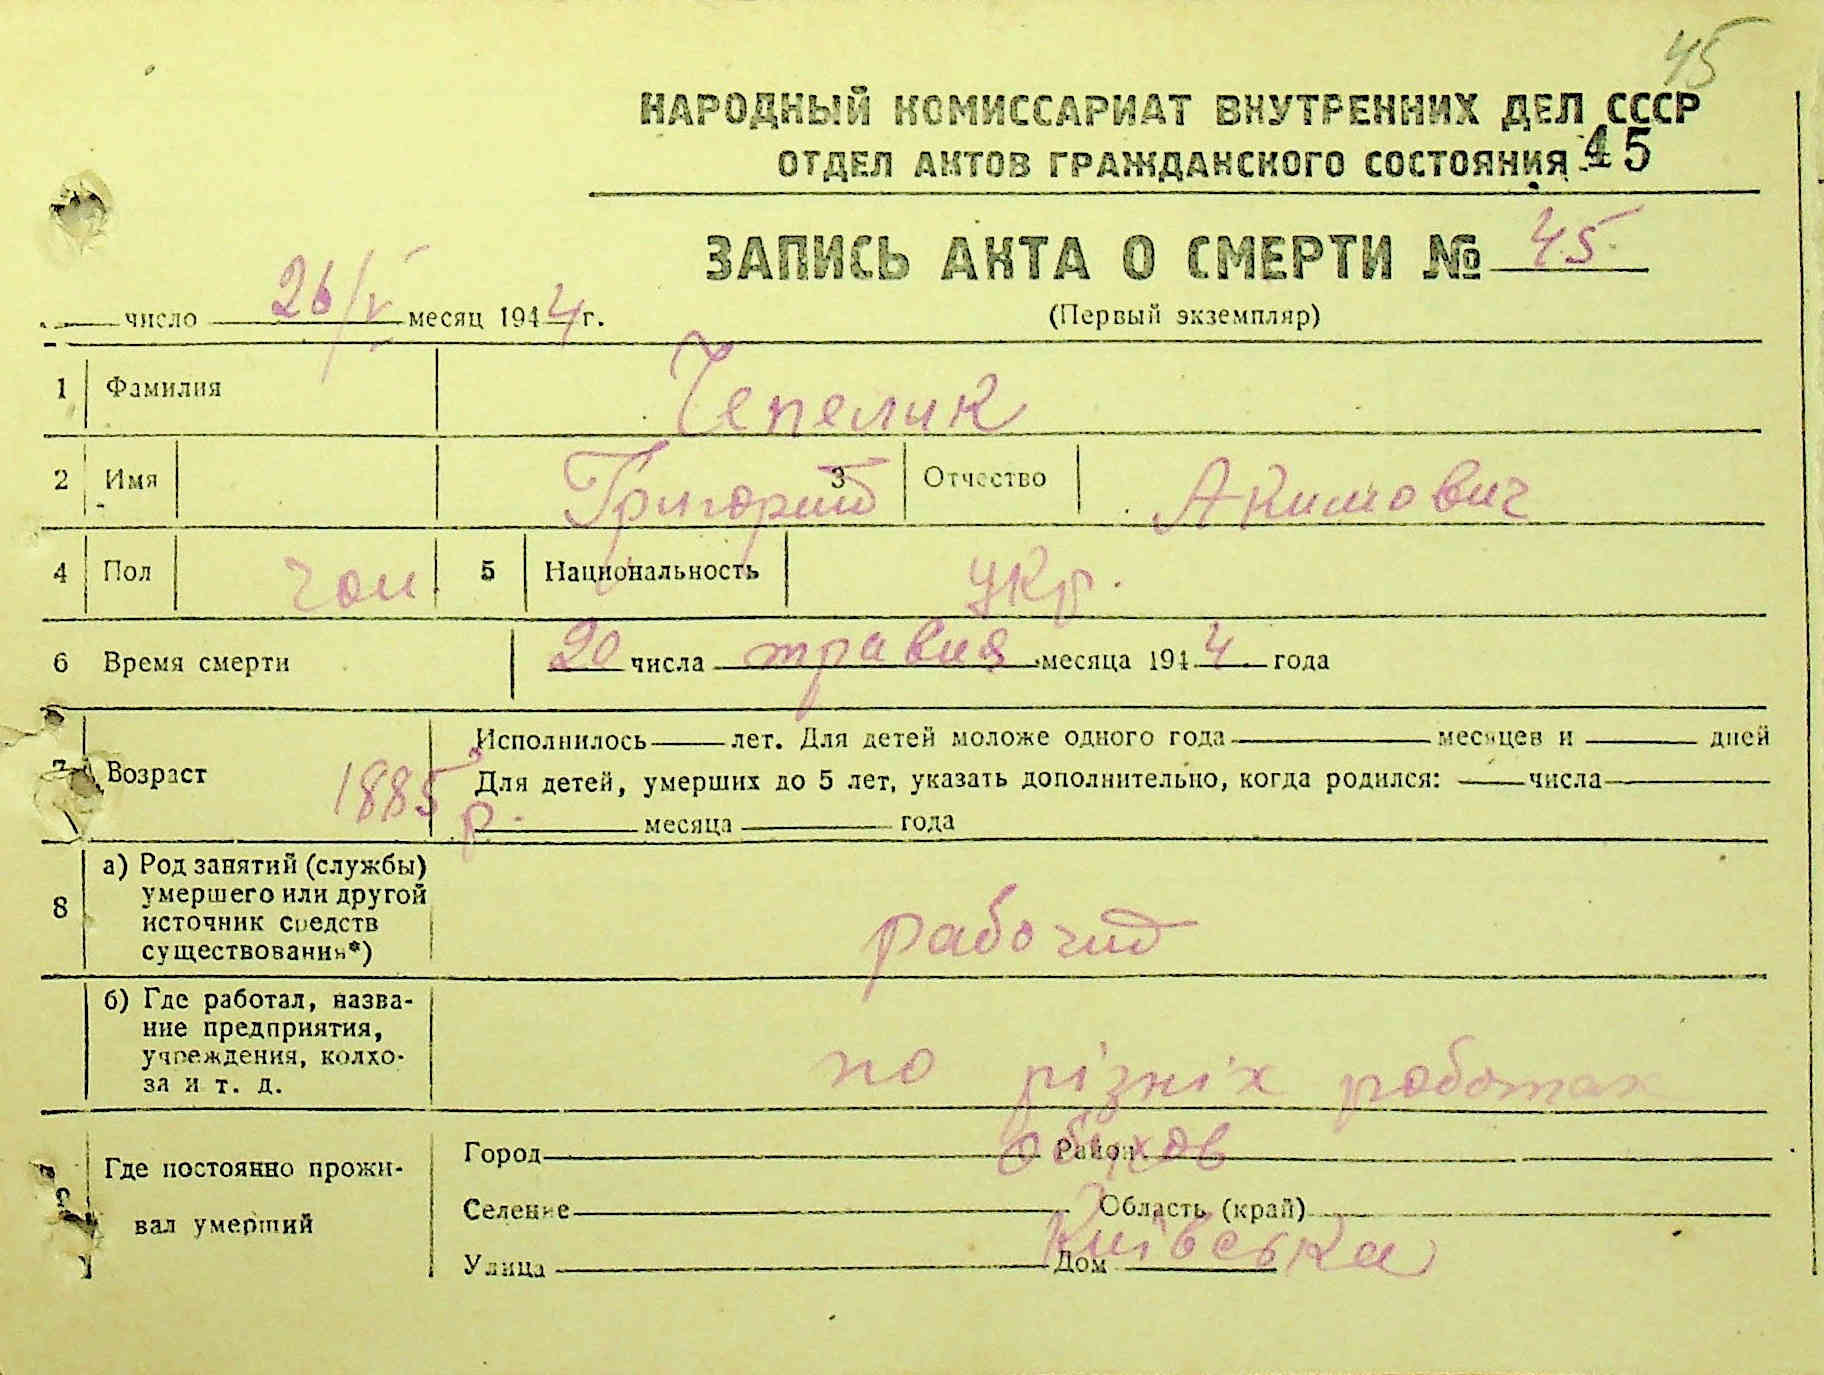 45
НАРОДНЫЙ КОМИССАРИАТ ВНУТРЕННИХ ДЕЛ СССР
ОТДЕЛ АКТОВ ГРАЖДАНСКОГО СОСТОЯНИЯ 45
ЗАПИСЬ АКТА О СМЕРТИ № 45
число 26/V месяц 1944 г. (Первый экземпляр)
1 Фамилия Чепелик
2 Имя Григорий 3 Отчество Акимович
4 Пол чол 5 Национальность укр.
6 Время смерти 20 числа травня месяца 1944 года
Исполнилось лет. Для детей моложе одного года месяцев и дней
7 Возраст 1885 р. Для детей, умерших до 5 лет, указать дополнительно, когда родился: числа
месяца года
8 а) Род занятий (службы)
умершего или другой
источник средств
существования*) рабочий
б) Где работал, назва-
ние предприятия,
учреждения, колхо-
за и т. д. по різніх роботах
9 Где постоянно прожи-
вал умерший
Город Район Обухов
Селение Область (край) Київська
Улица Дом